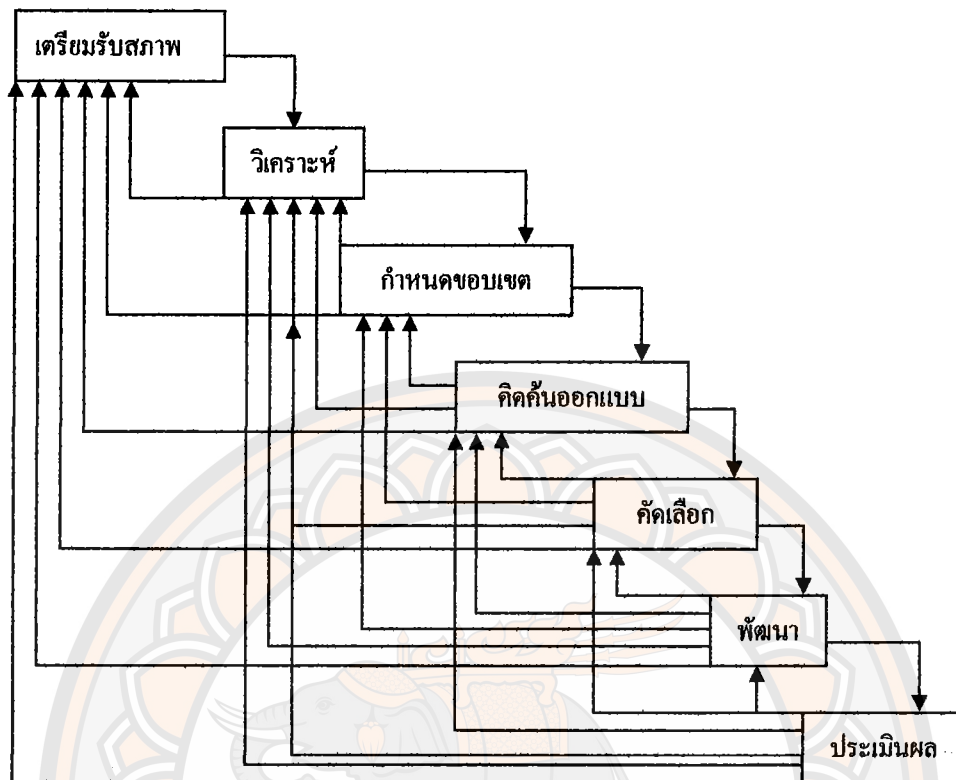 เตรียมรับสภาพ
วิเคราะห์
กำหนดขอบเขต
คิดค้นออกแบบ
คัดเลือก
พัฒนา
ประเมินผล